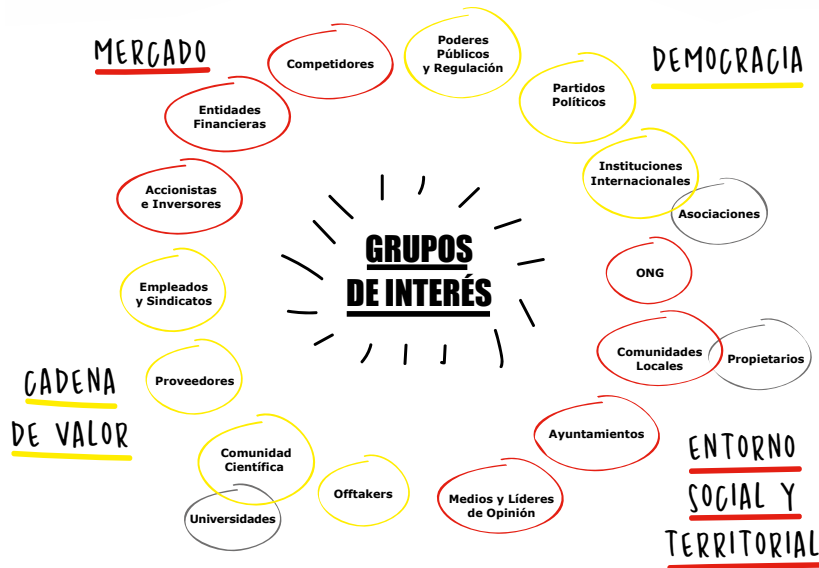 MERCADO
Competidores
Poderes
Públicos
y Regulación
DEMOCRACIA
Partidos
Políticos
Entidades
Financieras
Instituciones
Internacionales
Accionistas
e Inversores
Asociaciones
GRUPOS
DE INTERÉS
ONG
Empleados
y Sindicatos
Comunidades
Locales
Propietarios
CADENA
DE VALOR
Proveedores
Ayuntamientos
ENTORNO
SOCIAL Y
TERRITORIAL
Comunidad
Científica
Universidades
Offtakers
Medios y Líderes
de Opinión